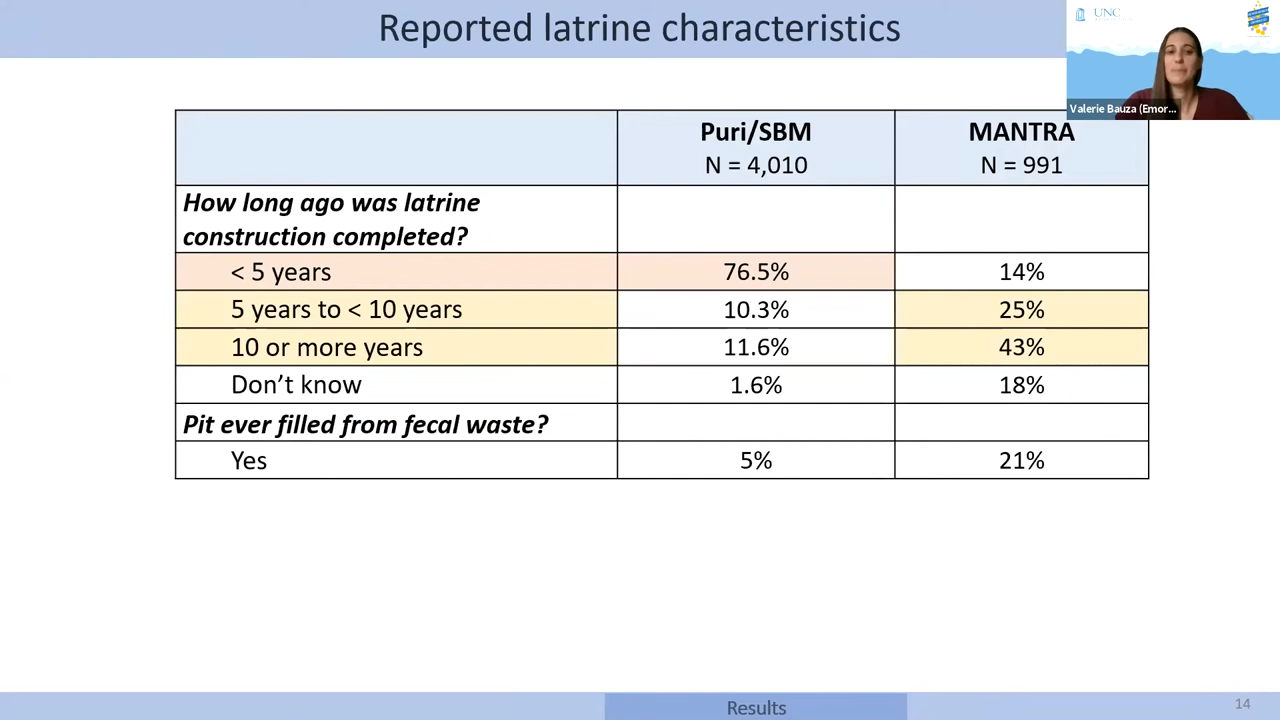 Reported latrine characteristics
UNC
Valerie Bauza (Emor...
Puri/SBM
N = 4,010
MANTRA
N = 991
How long ago was latrine
construction completed?
< 5 years 76.5% 14%
5 years to < 10 years 10.3% 25%
10 or more years 11.6% 43%
Don’t know 1.6% 18%
Pit ever filled from fecal waste?
Yes 5% 21%
Results
14